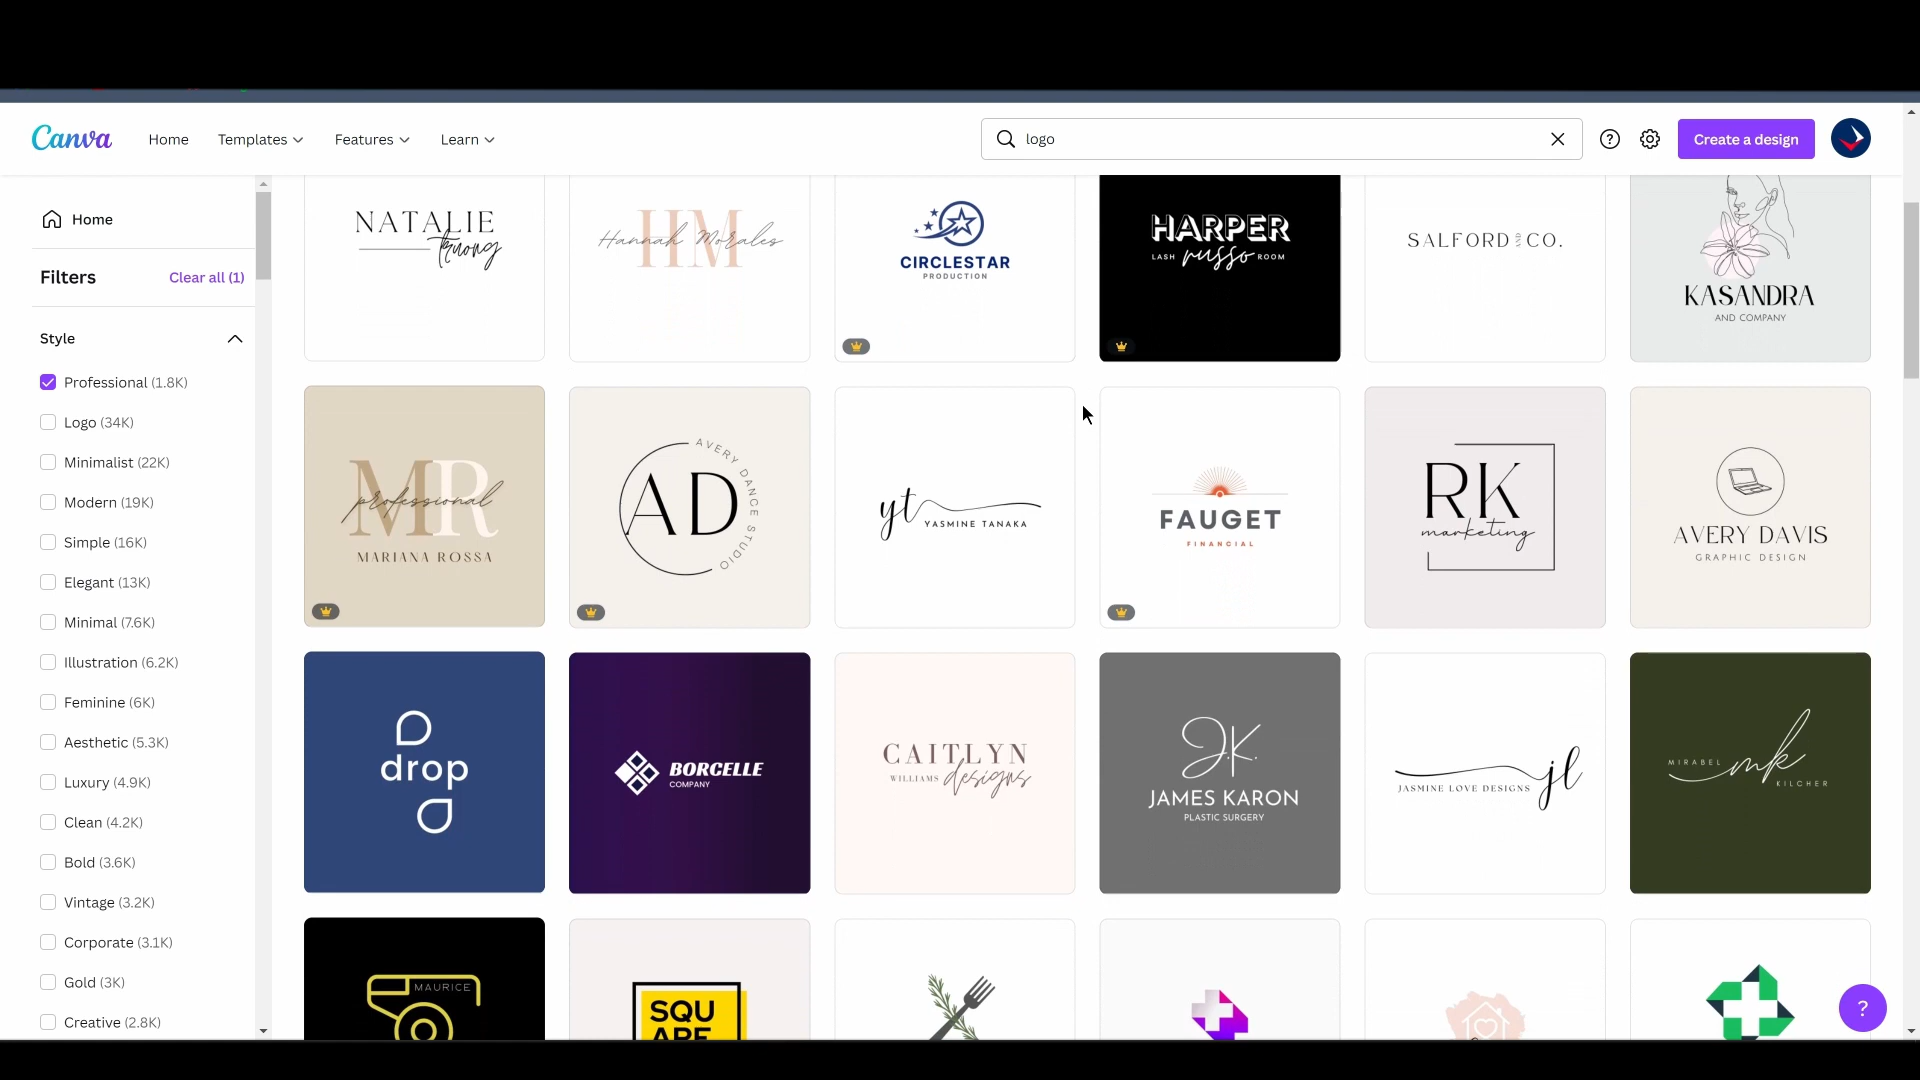 Canva
Home
Templates
Features
Learn
logo
Create a design
Home
Filters
Clear all (1)
Style
Professional (1.8K)
Logo (34K)
Minimalist (22K)
Modern (19K)
Simple (16K)
Elegant (13K)
Minimal (7.6K)
Illustration (6.2K)
Feminine (6K)
Aesthetic (5.3K)
Luxury (4.9K)
Clean (4.2K)
Bold (3.6K)
Vintage (3.2K)
Corporate (3.1K)
Gold (3K)
Creative (2.8K)
NATALIE
Truong
HM
Hannah Morales
CIRCLESTAR
PRODUCTION
HARPER
LASH russo ROOM
SALFORD AND CO.
KASANDRA
AND COMPANY
MR
professional
MARIANA ROSSA
AD
AVERY DANCE STUDIO
yt
YASMINE TANAKA
FAUGET
FINANCIAL
RK
marketing
AVERY DAVIS
GRAPHIC DESIGN
drop
BORCELLE
COMPANY
CAITLYN
WILLIAMS designs
J.K.
JAMES KARON
PLASTIC SURGERY
jl
JASMINE LOVE DESIGNS
MIRABEL mk
KILCHER
MAURICE
SQU
ARE
?